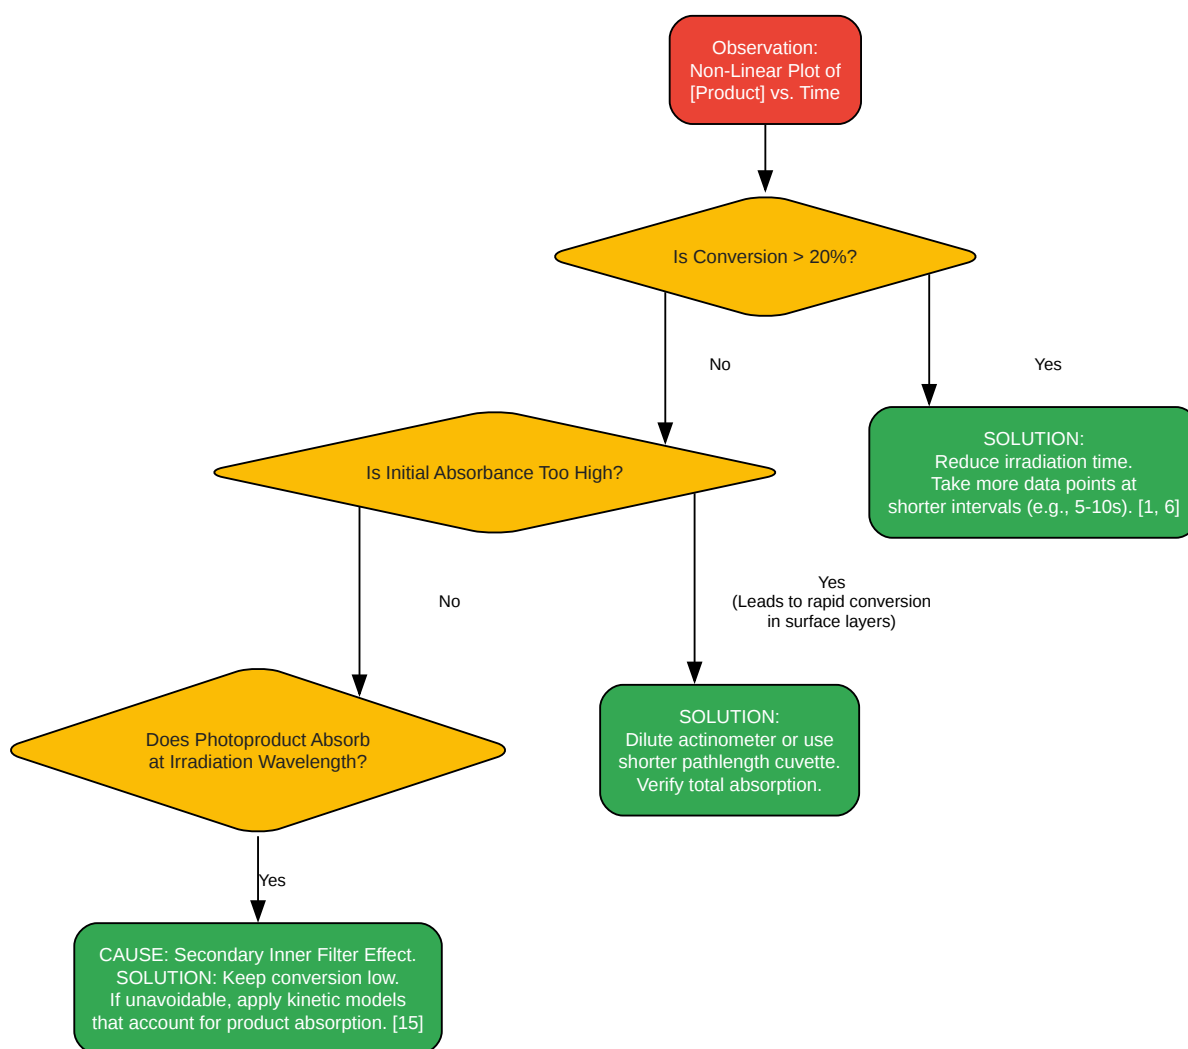 Observation:
Non-Linear Plot of
[Product] vs. Time
Is Conversion > 20%?
No
Yes
SOLUTION:
Reduce irradiation time.
Take more data points at
shorter intervals (e.g., 5-10s). [1, 6]
Is Initial Absorbance Too High?
No
Yes
(Leads to rapid conversion
in surface layers)
SOLUTION:
Dilute actinometer or use
shorter pathlength cuvette.
Verify total absorption.
Does Photoproduct Absorb
at Irradiation Wavelength?
Yes
CAUSE: Secondary Inner Filter Effect.
SOLUTION: Keep conversion low.
If unavoidable, apply kinetic models
that account for product absorption. [15]